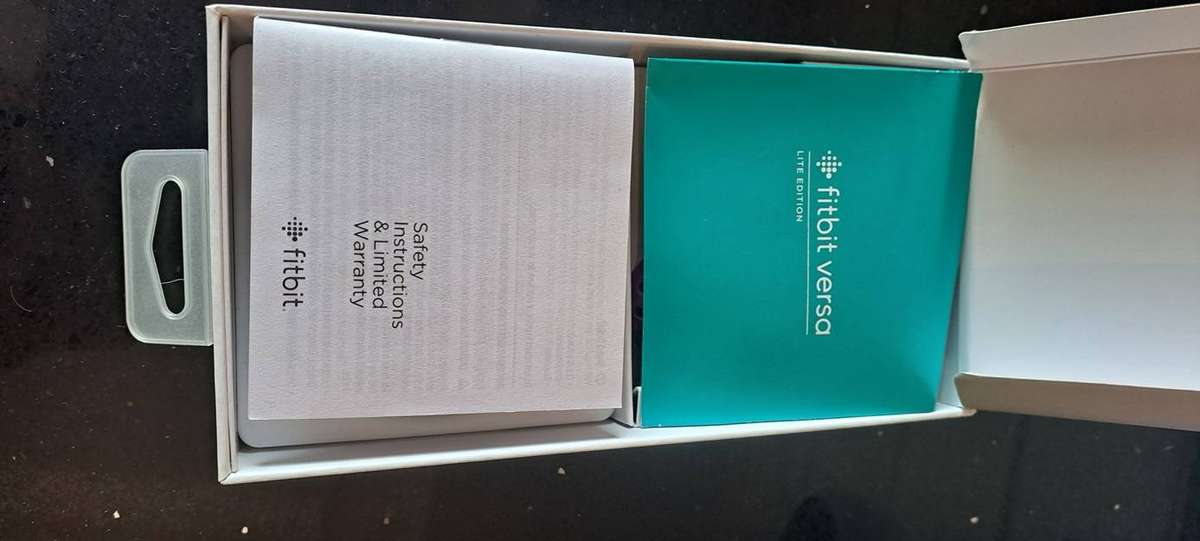 Safety
Instructions
& Limited
Warranty
fitbit.
fitbit versa
LITE EDITION